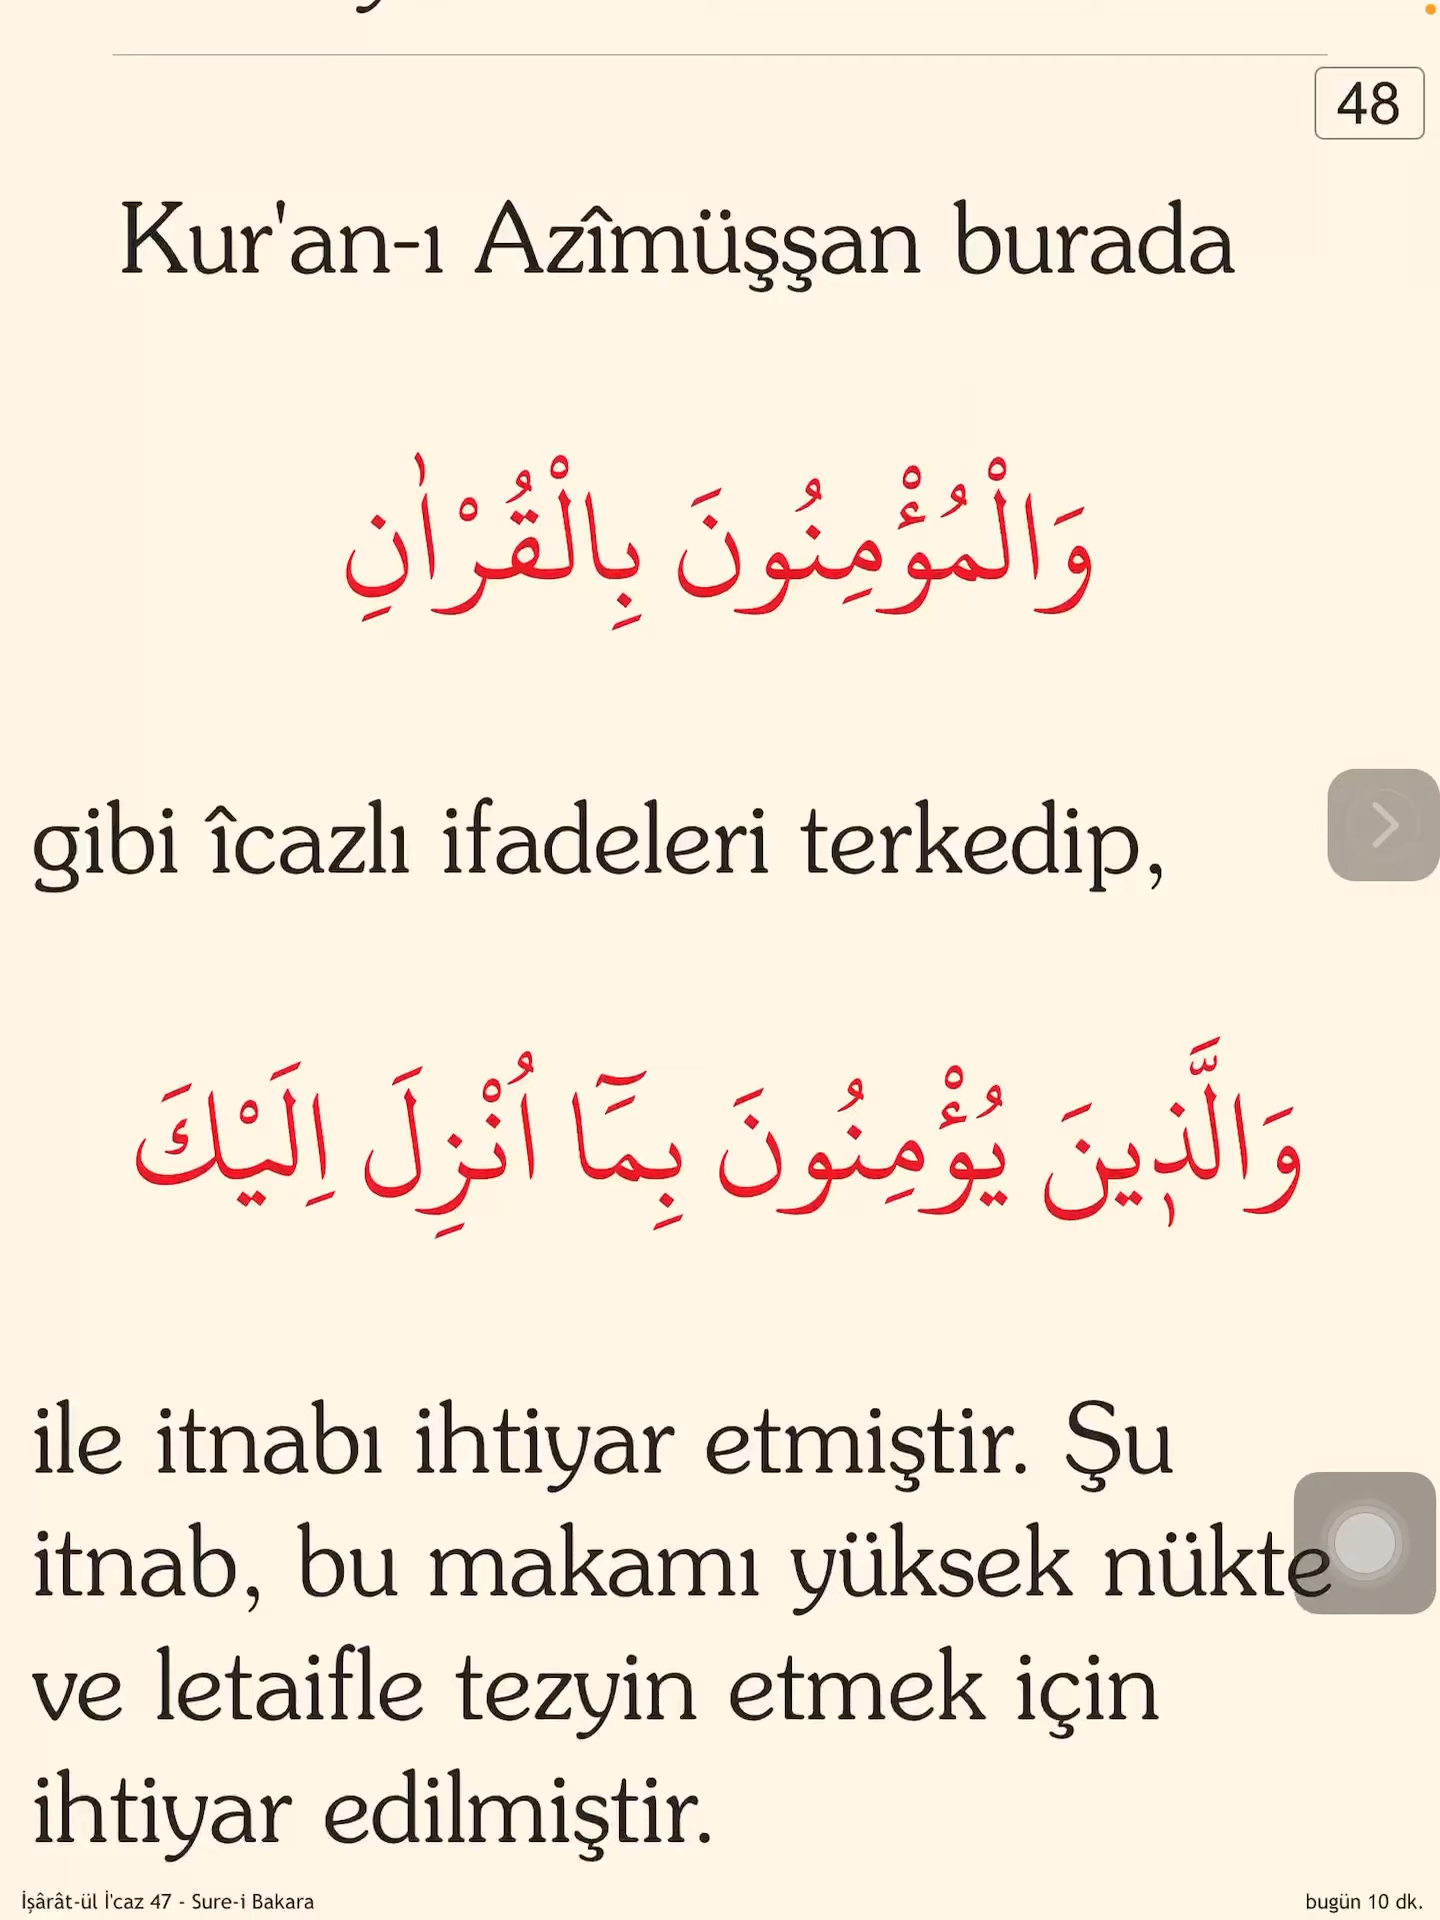 48
Kur'an-ı Azîmüşşan burada
وَالْمُؤْمِنُونَ بِالْقُرْاٰنِ
gibi îcazlı ifadeleri terkedip,
وَالَّذ۪ينَ يُؤْمِنُونَ بِمَٓا اُنْزِلَ اِلَيْكَ
ile itnabı ihtiyar etmiştir. Şu
itnab, bu makamı yüksek nükte
ve letaifle tezyin etmek için
ihtiyar edilmiştir.
İşârât-ül İ'caz 47 - Sure-i Bakara
bugün 10 dk.